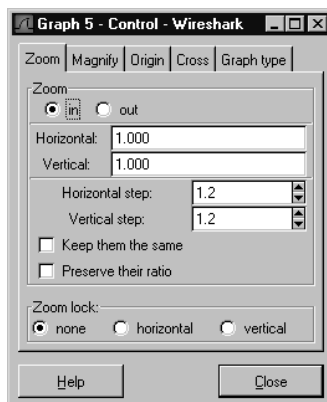 Graph 5 - Control - Wireshark
Zoom Magnify Origin Cross Graph type
Zoom
in out
Horizontal: 1.000
Vertical: 1.000
Horizontal step: 1.2
Vertical step: 1.2
Keep them the same
Preserve their ratio
Zoom lock:
none horizontal vertical
Help Close